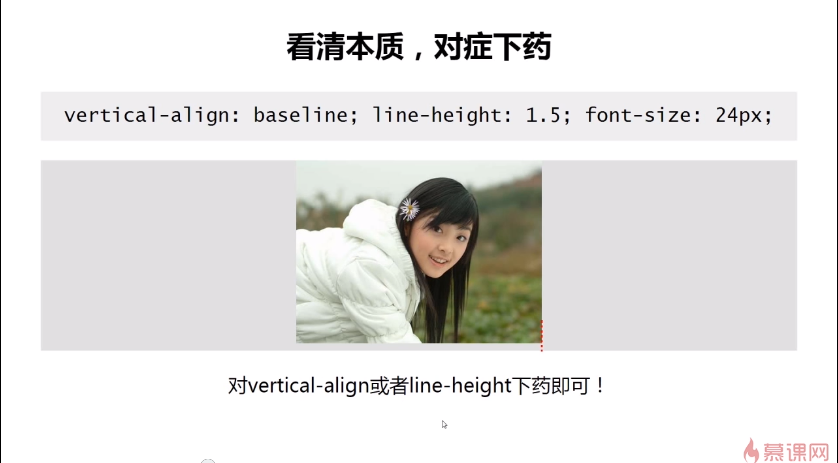 看清本质，对症下药
vertical-align: baseline; line-height: 1.5; font-size: 24px;
对vertical-align或者line-height下药即可！
慕课网